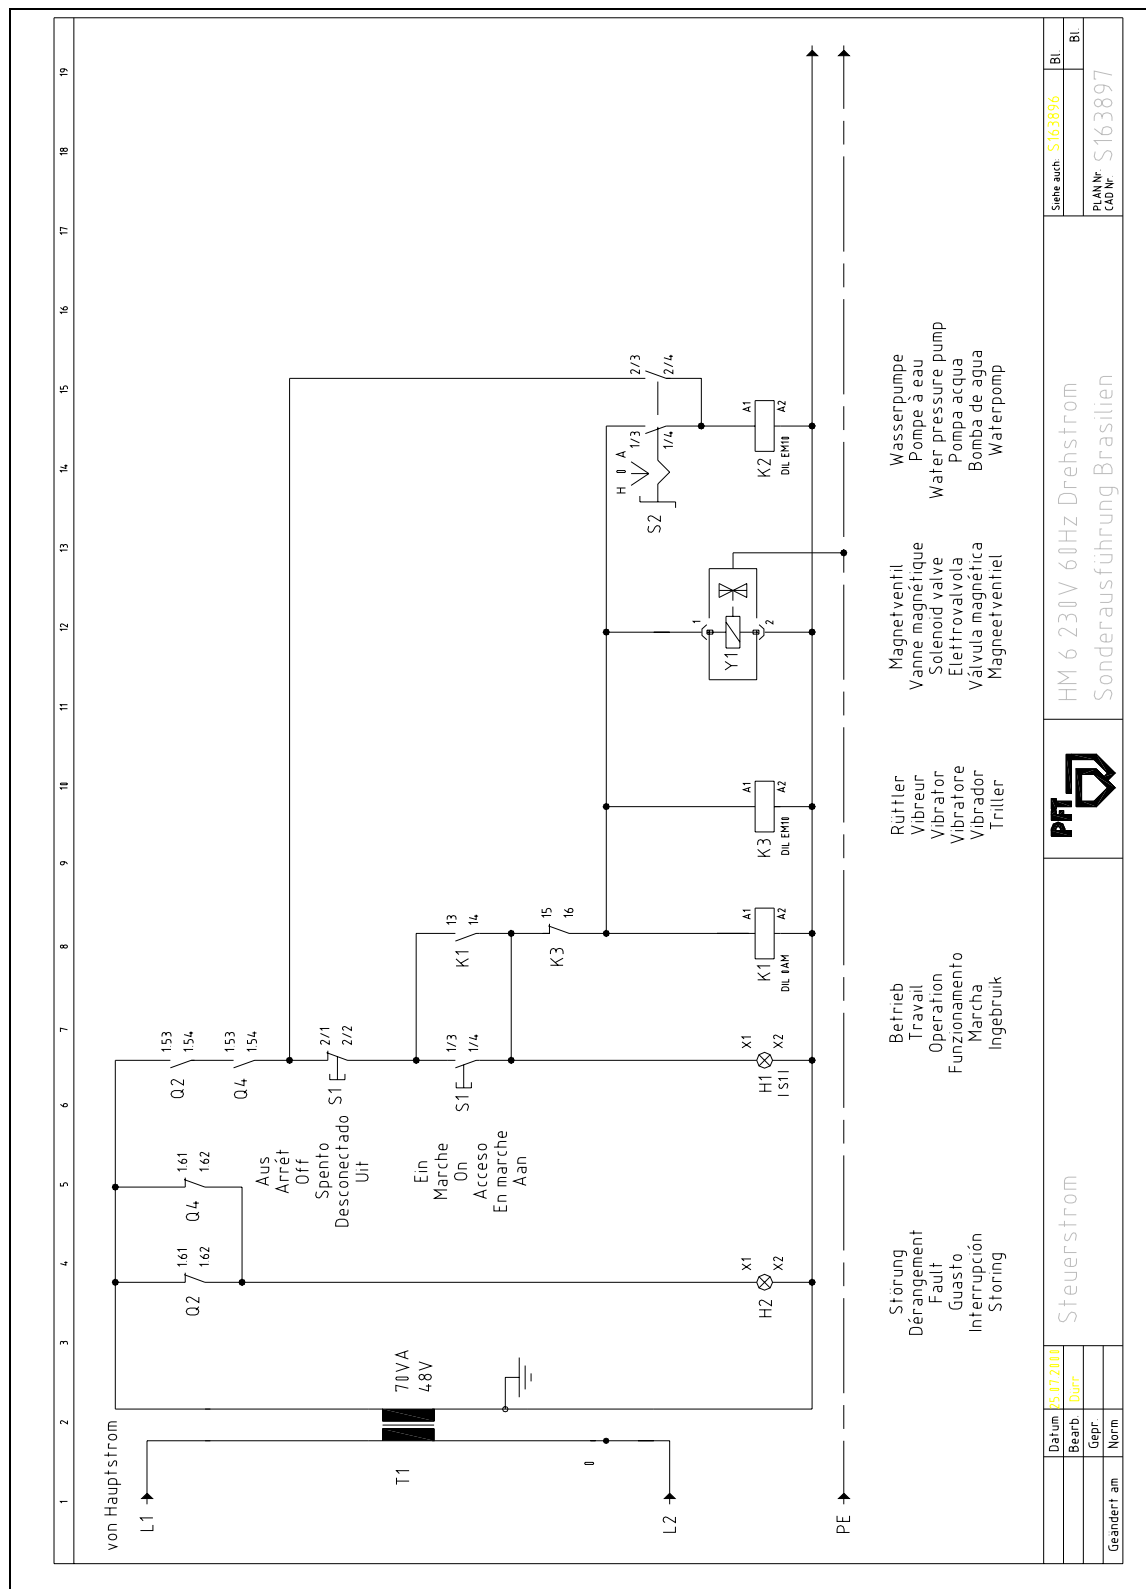 1 2 3 4 5 6 7 8 9 10 11 12 13 14 15 16 17 18 19
von Hauptstrom
L1
L2
PE
T1
70VA
48V
0
Q2
1.61
1.62
Q4
1.61
1.62
Q2
1.53
1.54
Q4
1.53
1.54
S1
2/1
2/2
S1
1/3
1/4
Aus
Arrét
Off
Spento
Desconectado
Uit
Ein
Marche
On
Acceso
En marche
Aan
K1
13
14
K3
15
16
H2
X1
X2
H1
(S1)
X1
X2
K1
DIL 0AM
A1
A2
K3
DIL EM10
A1
A2
Y1
1
2
S2
H 0 A
1/3
1/4
2/3
2/4
K2
DIL EM10
A1
A2
Störung
Dérangement
Fault
Guasto
Interrupción
Storing
Betrieb
Travail
Operation
Funzionamento
Marcha
Ingebruik
Rüttler
Vibreur
Vibrator
Vibratore
Vibrador
Triller
Magnetventil
Vanne magnétique
Solenoid valve
Elettrovalvola
Válvula magnética
Magneetventiel
Wasserpumpe
Pompe à eau
Water pressure pump
Pompa acqua
Bomba de agua
Waterpomp
Geändert am
Datum 25.07.2000
Bearb. Durr
Gepr.
Norm
Steuerstrom
PFT
HM 6 230V 60Hz Drehstrom
Sonderausführung Brasilien
Siehe auch: S163896
Bl.
Bl.
PLAN Nr.
CAD Nr. S163897